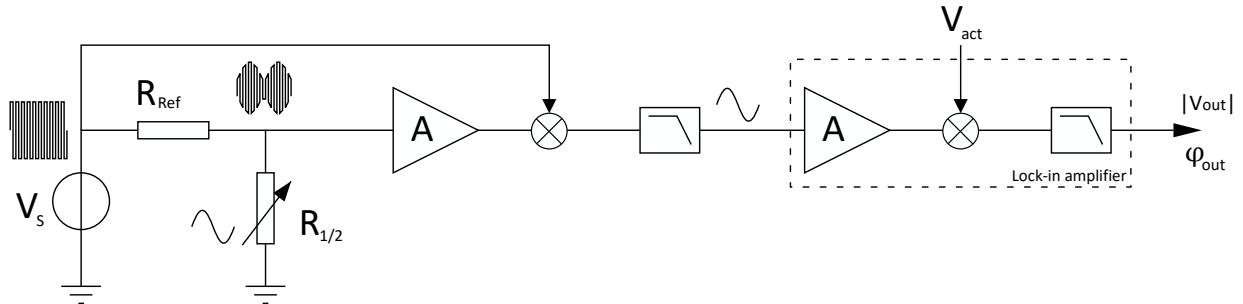 V_act
R_Ref
|V_out|
A
A
φ_out
Lock-in amplifier
V_S
R_1/2